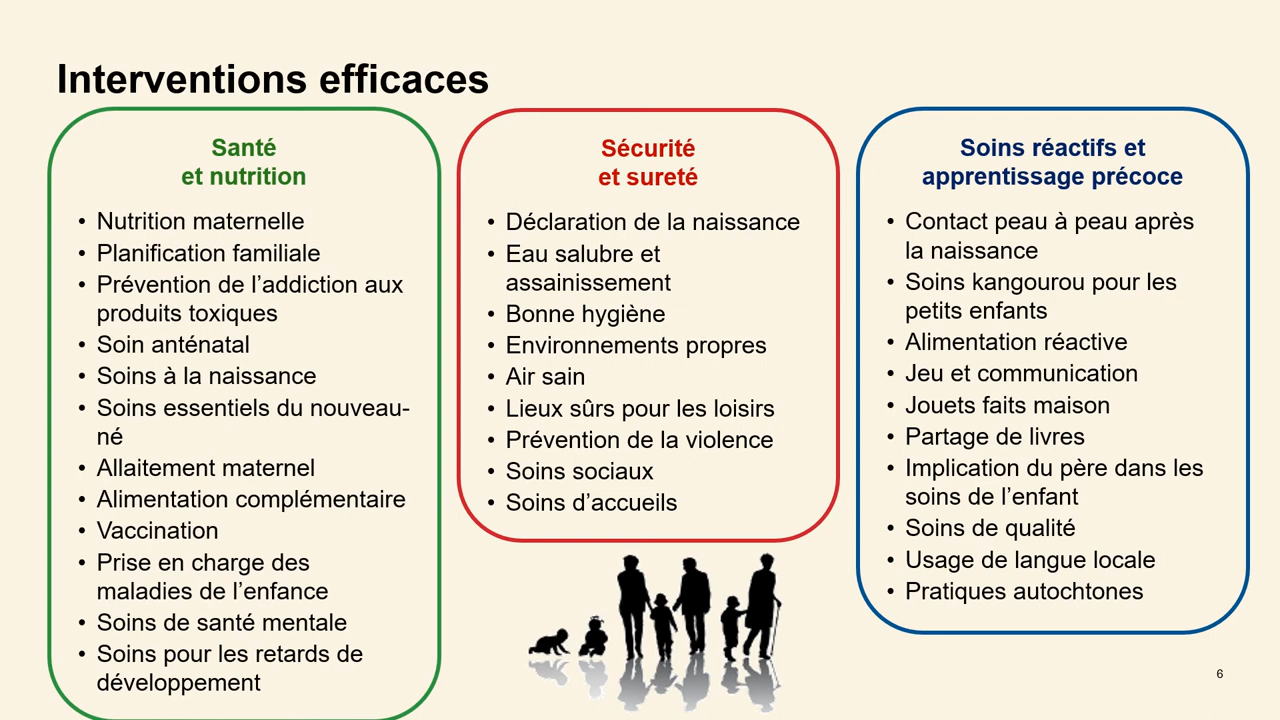 Interventions efficaces
Santé
et nutrition
• Nutrition maternelle
• Planification familiale
• Prévention de l’addiction aux
produits toxiques
• Soin anténatal
• Soins à la naissance
• Soins essentiels du nouveau-
né
• Allaitement maternel
• Alimentation complémentaire
• Vaccination
• Prise en charge des
maladies de l’enfance
• Soins de santé mentale
• Soins pour les retards de
développement
Sécurité
et sureté
• Déclaration de la naissance
• Eau salubre et
assainissement
• Bonne hygiène
• Environnements propres
• Air sain
• Lieux sûrs pour les loisirs
• Prévention de la violence
• Soins sociaux
• Soins d’accueils
Soins réactifs et
apprentissage précoce
• Contact peau à peau après
la naissance
• Soins kangourou pour les
petits enfants
• Alimentation réactive
• Jeu et communication
• Jouets faits maison
• Partage de livres
• Implication du père dans les
soins de l’enfant
• Soins de qualité
• Usage de langue locale
• Pratiques autochtones
6